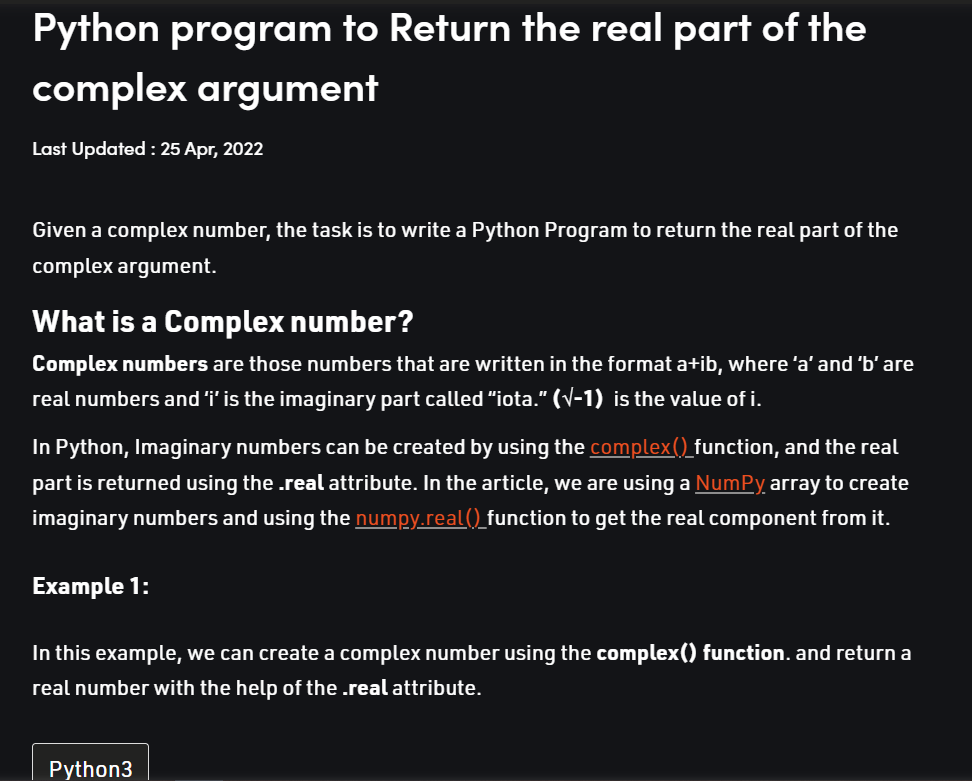 Python program to Return the real part of the
complex argument
Last Updated : 25 Apr, 2022
Given a complex number, the task is to write a Python Program to return the real part of the
complex argument.
What is a Complex number?
Complex numbers are those numbers that are written in the format a+ib, where ‘a’ and ‘b’ are
real numbers and ‘i’ is the imaginary part called “iota.” (√-1)  is the value of i.
In Python, Imaginary numbers can be created by using the complex() function, and the real
part is returned using the .real attribute. In the article, we are using a NumPy array to create
imaginary numbers and using the numpy.real() function to get the real component from it.
Example 1:
In this example, we can create a complex number using the complex() function. and return a
real number with the help of the .real attribute.
Python3